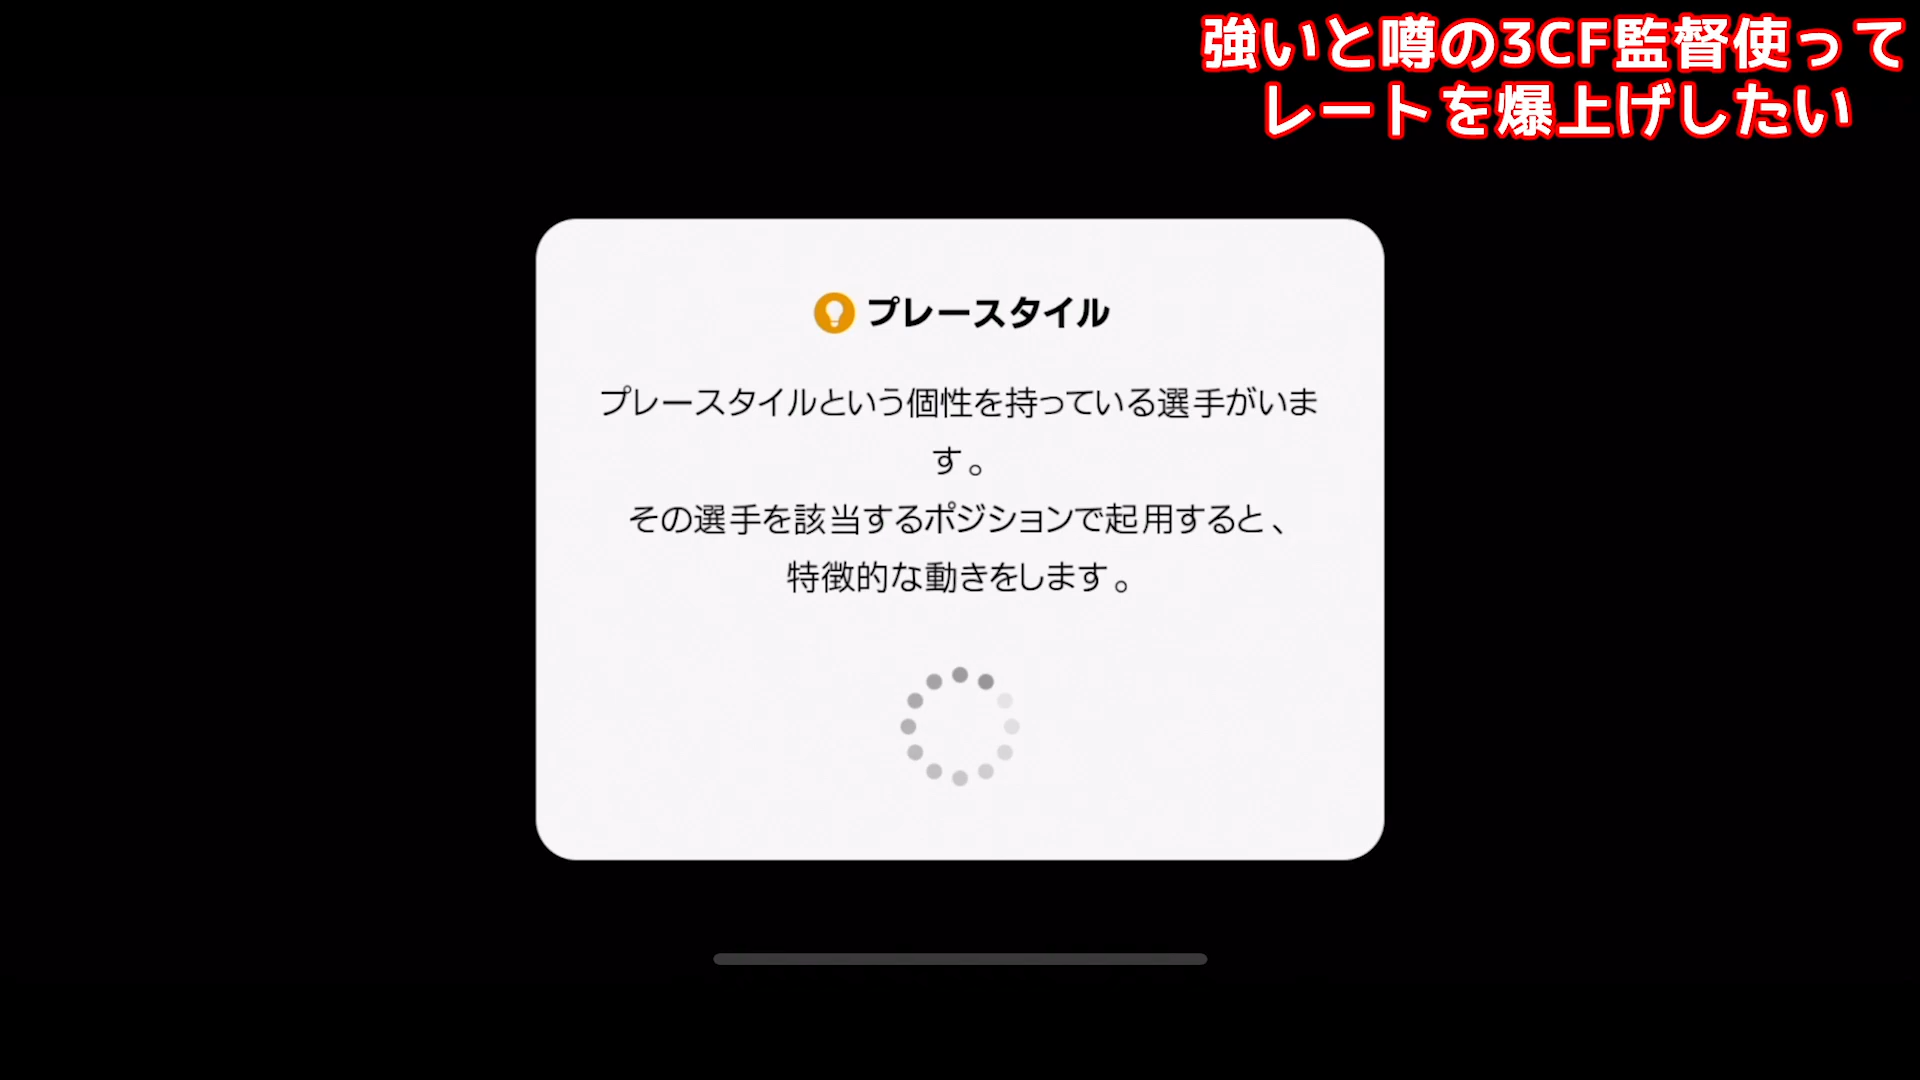 強いと噂の3CF監督使って
レートを爆上げしたい
プレースタイル
プレースタイルという個性を持っている選手がいま
す。
その選手を該当するポジションで起用すると、
特徴的な動きをします。